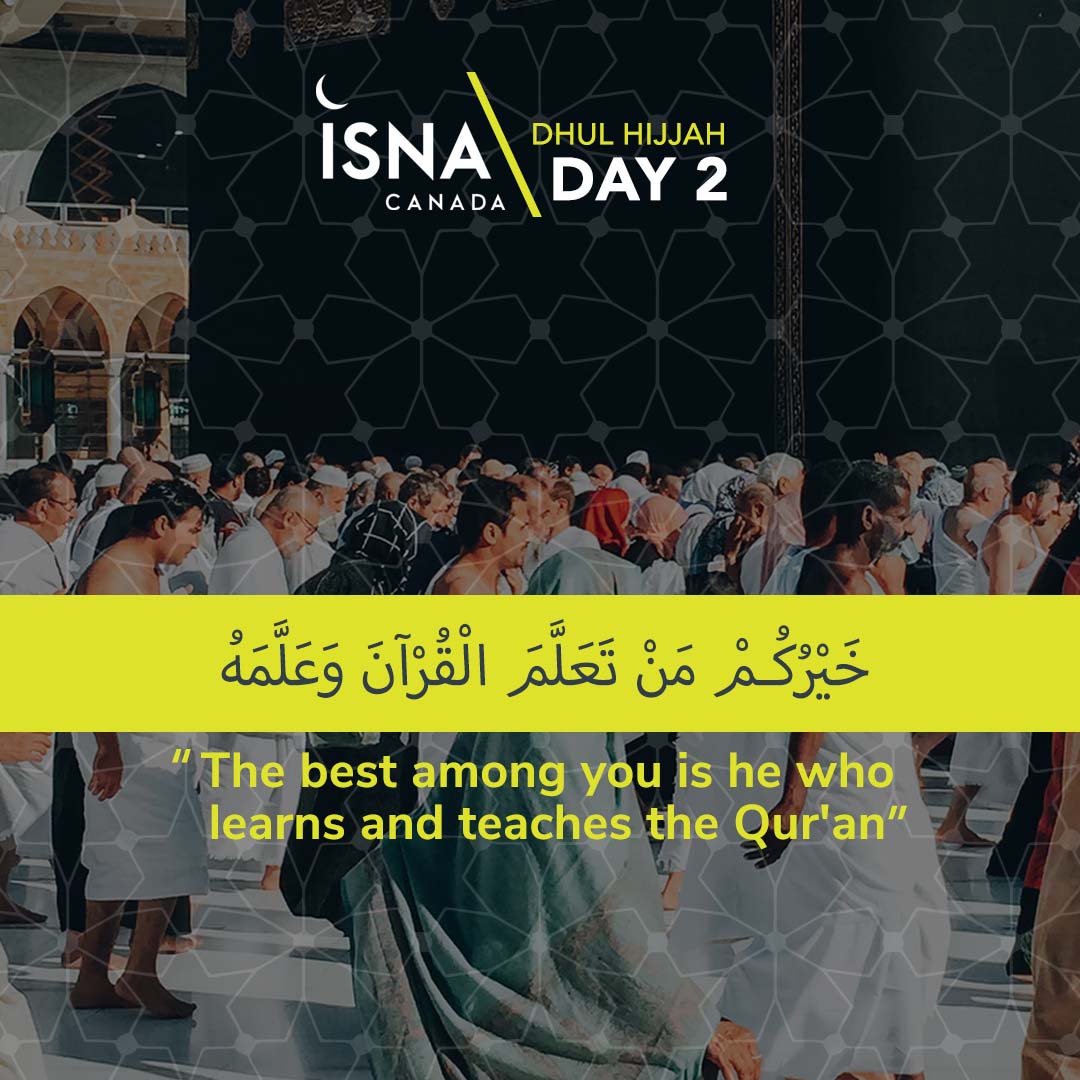 ISNA
CANADA
DHUL HIJJAH
DAY 2
خَيْرُكُـمْ مَنْ تَعَلَّمَ الْقُرْآنَ وَعَلَّمَهُ
“ The best among you is he who
learns and teaches the Qur'an”